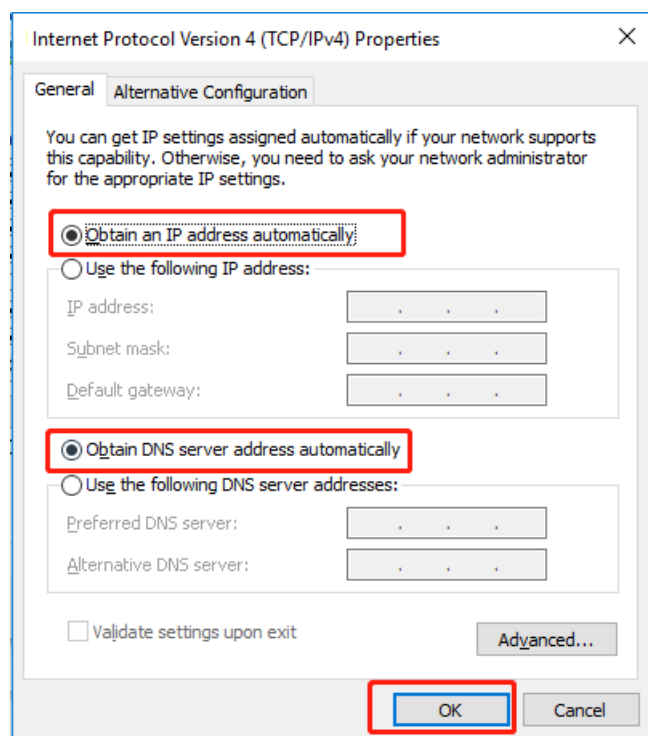 Internet Protocol Version 4 (TCP/IPv4) Properties
General
Alternative Configuration
You can get IP settings assigned automatically if your network supports
this capability. Otherwise, you need to ask your network administrator
for the appropriate IP settings.
Obtain an IP address automatically
Use the following IP address:
IP address:
. . .
Subnet mask:
. . .
Default gateway:
. . .
Obtain DNS server address automatically
Use the following DNS server addresses:
Preferred DNS server:
. . .
Alternative DNS server:
. . .
Validate settings upon exit
Advanced...
OK
Cancel